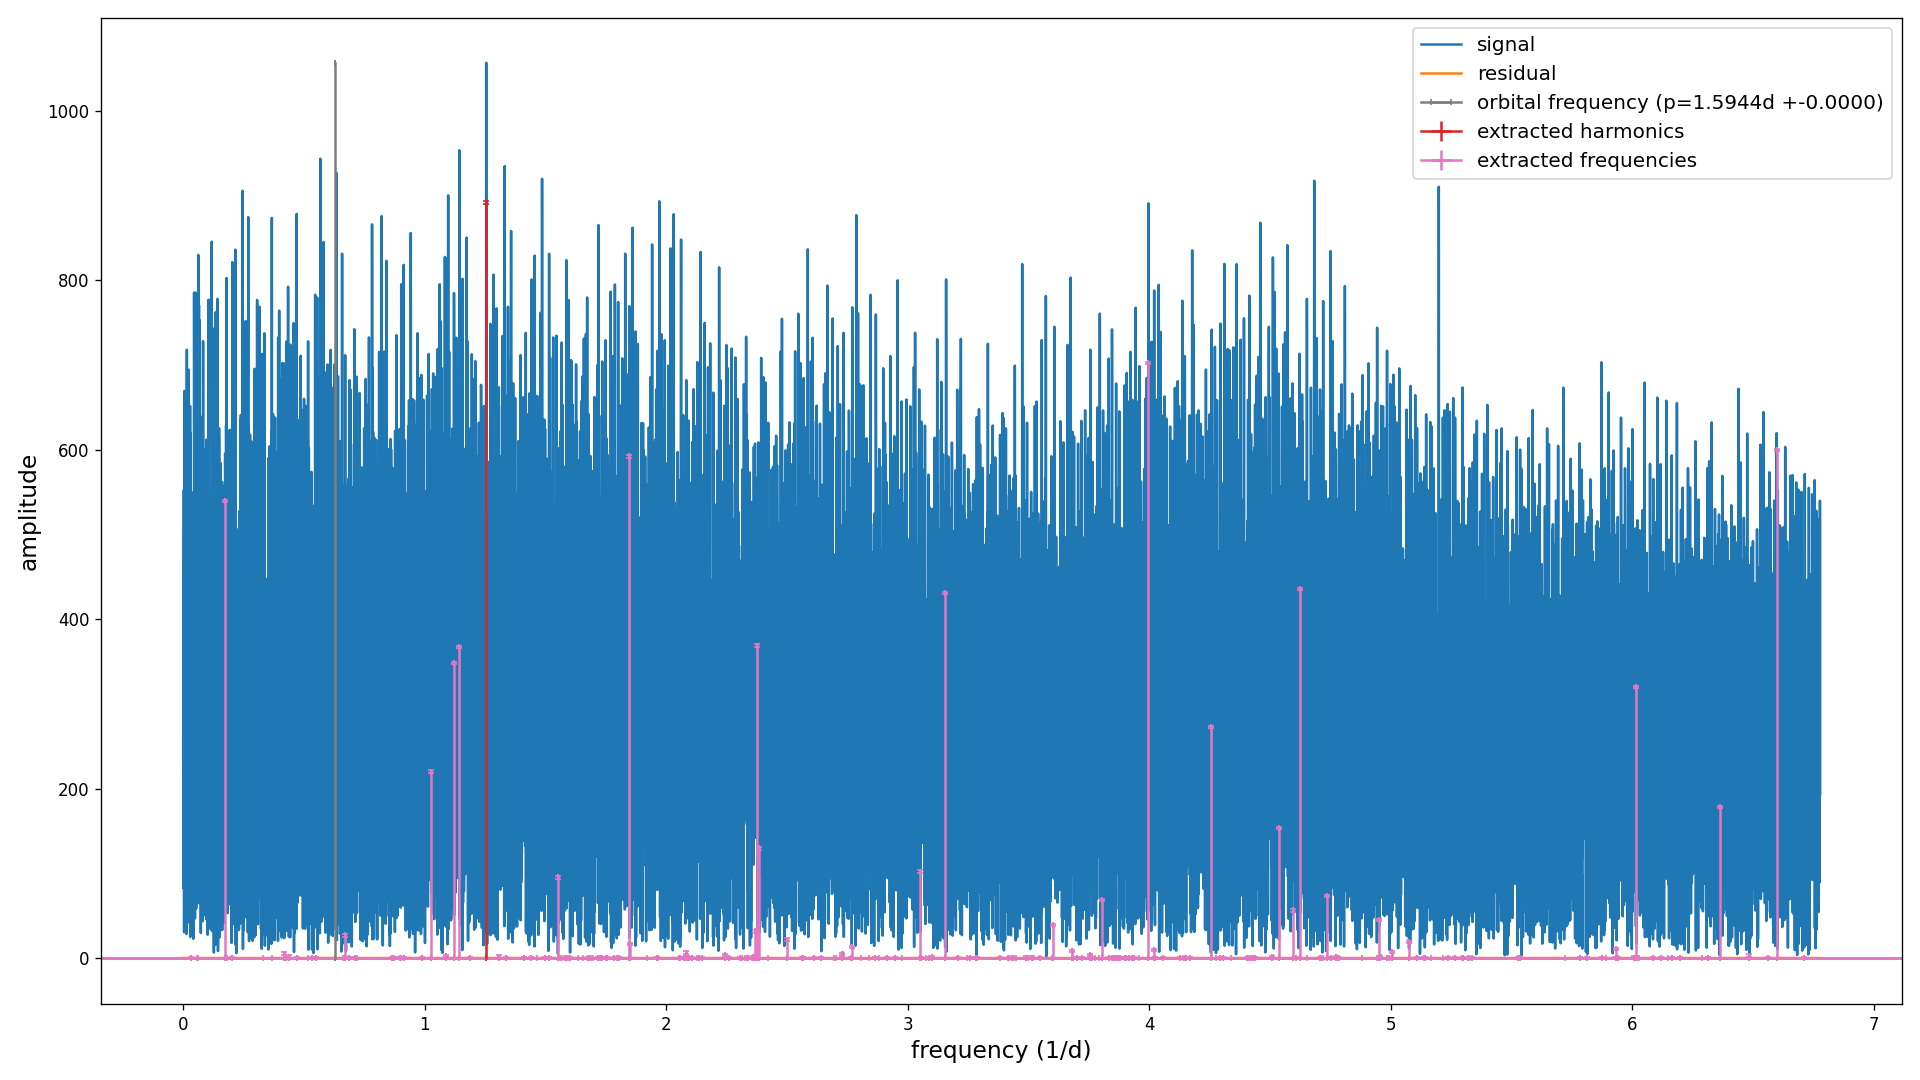 signal
residual
orbital frequency (p=1.5944d +-0.0000)
extracted harmonics
extracted frequencies
1000
800
600
400
200
0
amplitude
0 1 2 3 4 5 6 7
frequency (1/d)